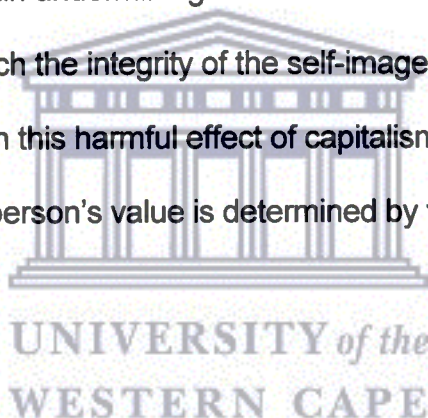 ch the integrity of the self-image
this harmful effect of capitalism
person's value is determined by
UNIVERSITY of the
WESTERN CAPE